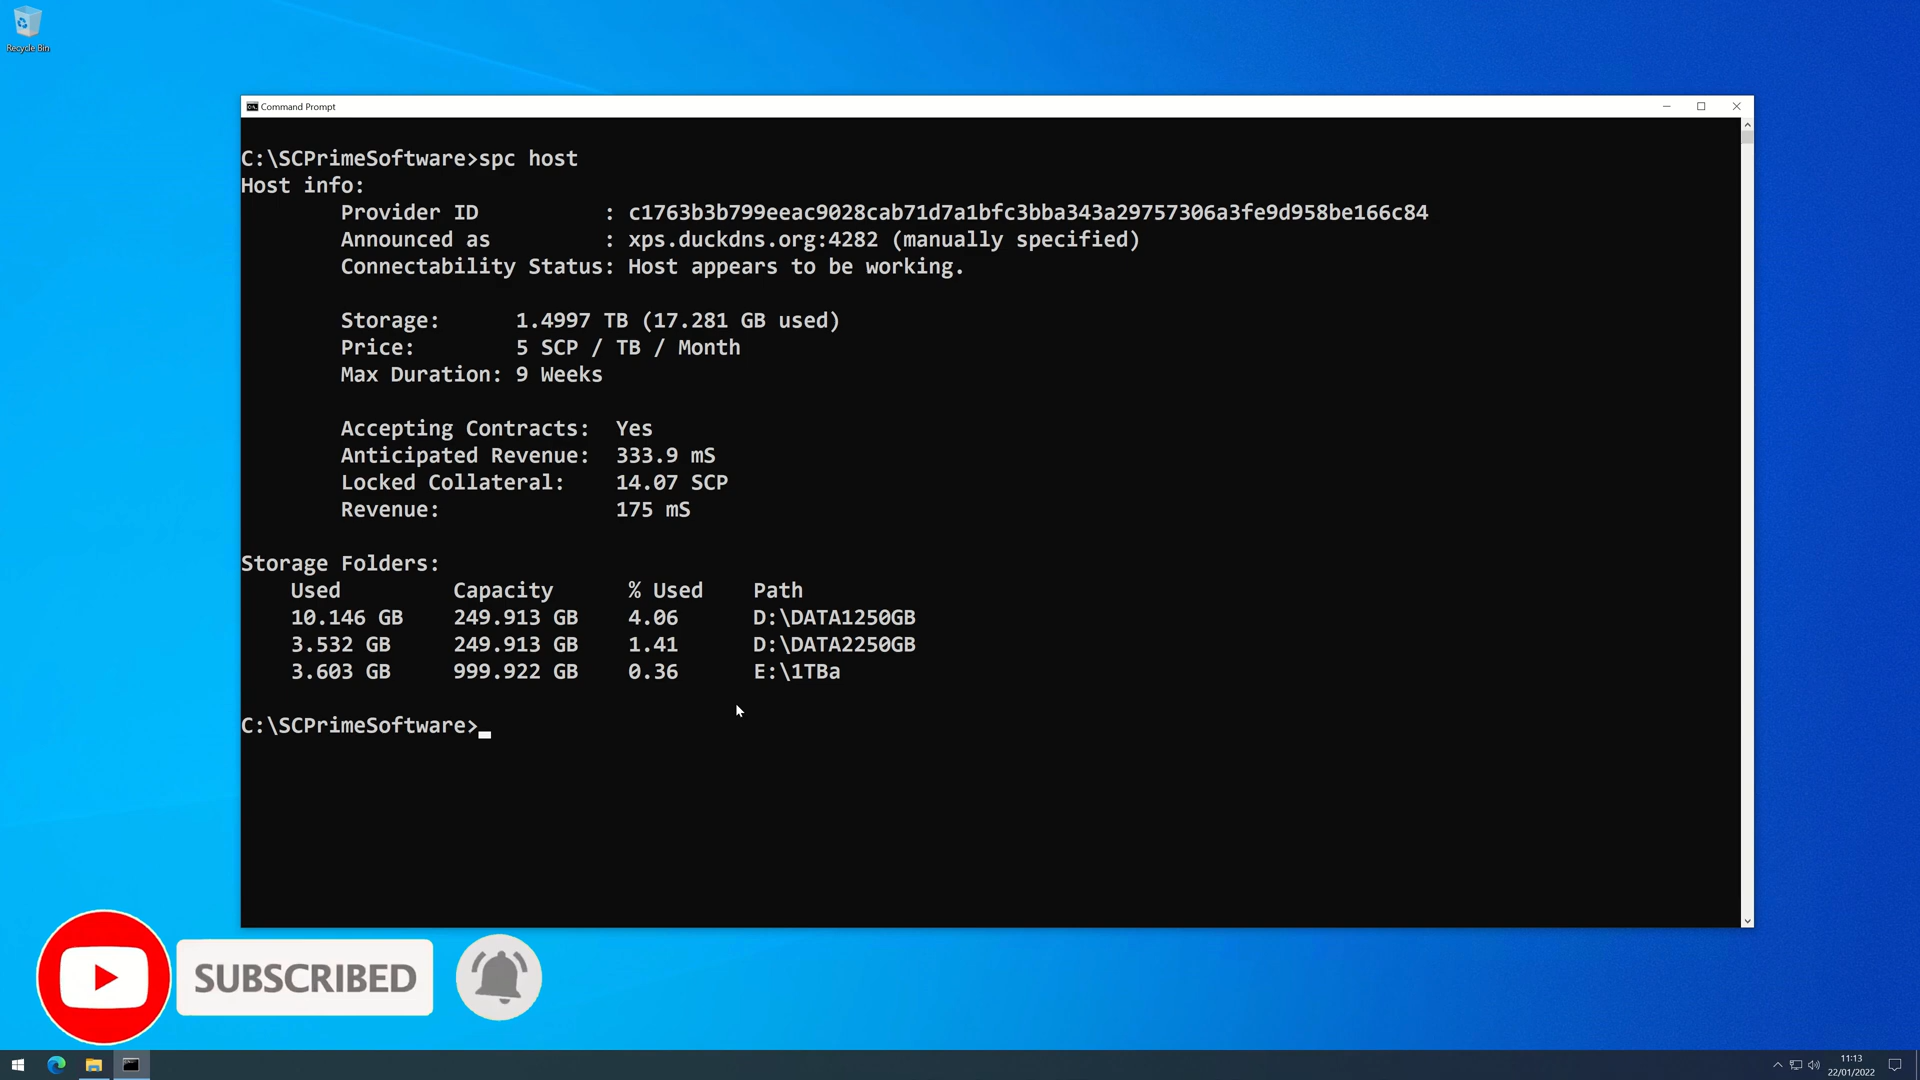 Recycle Bin
Command Prompt
C:\SCPrimeSoftware>spc host
Host info:
Provider ID : c1763b3b799eeac9028cab71d7a1bfc3bba343a29757306a3fe9d958be166c84
Announced as : xps.duckdns.org:4282 (manually specified)
Connectability Status: Host appears to be working.
Storage: 1.4997 TB (17.281 GB used)
Price: 5 SCP / TB / Month
Max Duration: 9 Weeks
Accepting Contracts: Yes
Anticipated Revenue: 333.9 mS
Locked Collateral: 14.07 SCP
Revenue: 175 mS
Storage Folders:
Used Capacity % Used Path
10.146 GB 249.913 GB 4.06 D:\DATA1250GB
3.532 GB 249.913 GB 1.41 D:\DATA2250GB
3.603 GB 999.922 GB 0.36 E:\1TBa
C:\SCPrimeSoftware>
SUBSCRIBED
11:13
22/01/2022